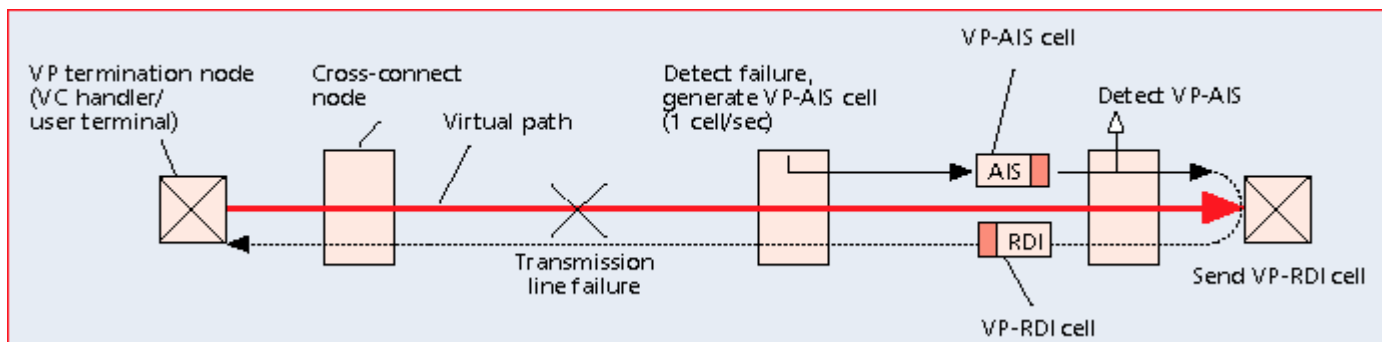 VP-AIS cell
VP termination node
(VC handler/
user terminal)
Cross-connect
node
Detect failure,
generate VP-AIS cell
(1 cell/sec)
Detect VP-AIS
Virtual path
AIS
RDI
Transmission
line failure
Send VP-RDI cell
VP-RDI cell